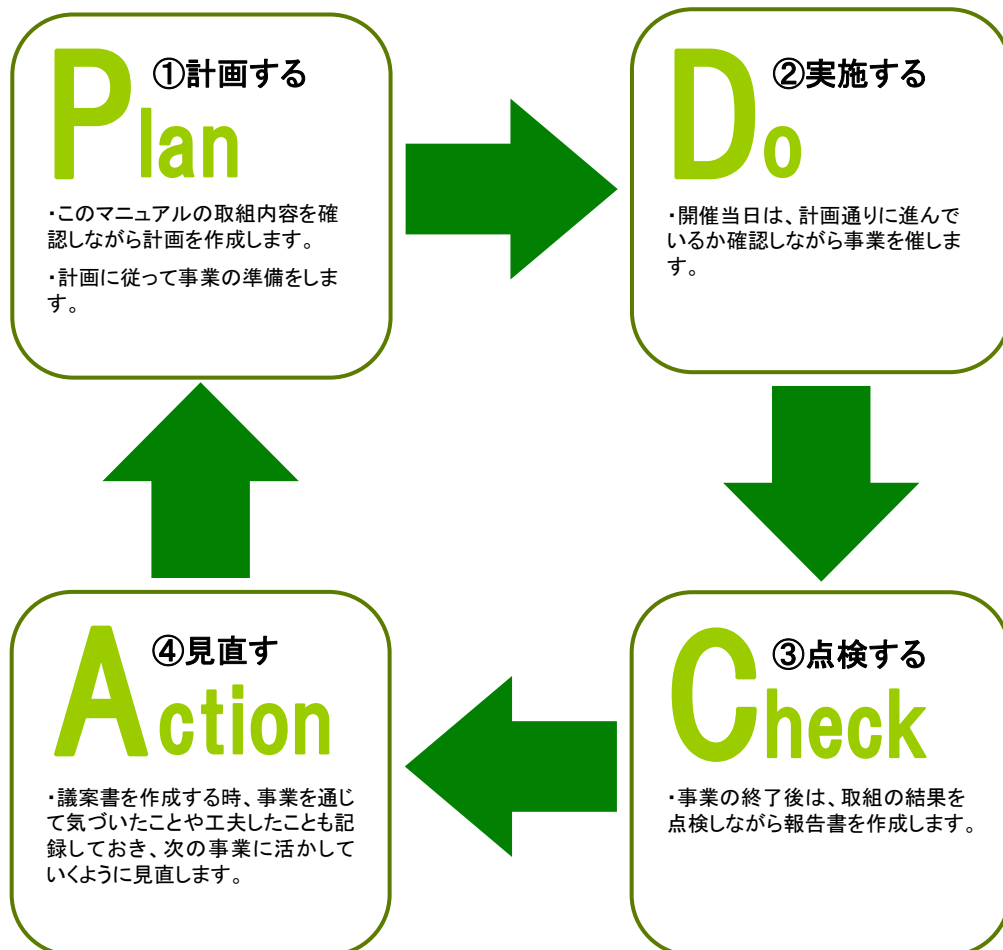 ①計画する
Plan
・このマニュアルの取組内容を確
認しながら計画を作成します。
・計画に従って事業の準備をしま
す。
②実施する
Do
・開催当日は、計画通りに進んで
いるか確認しながら事業を催しま
す。
③点検する
Check
・事業の終了後は、取組の結果を
点検しながら報告書を作成します。
④見直す
Action
・議案書を作成する時、事業を通じ
て気づいたことや工夫したことも記
録しておき、次の事業に活かして
いくように見直します。